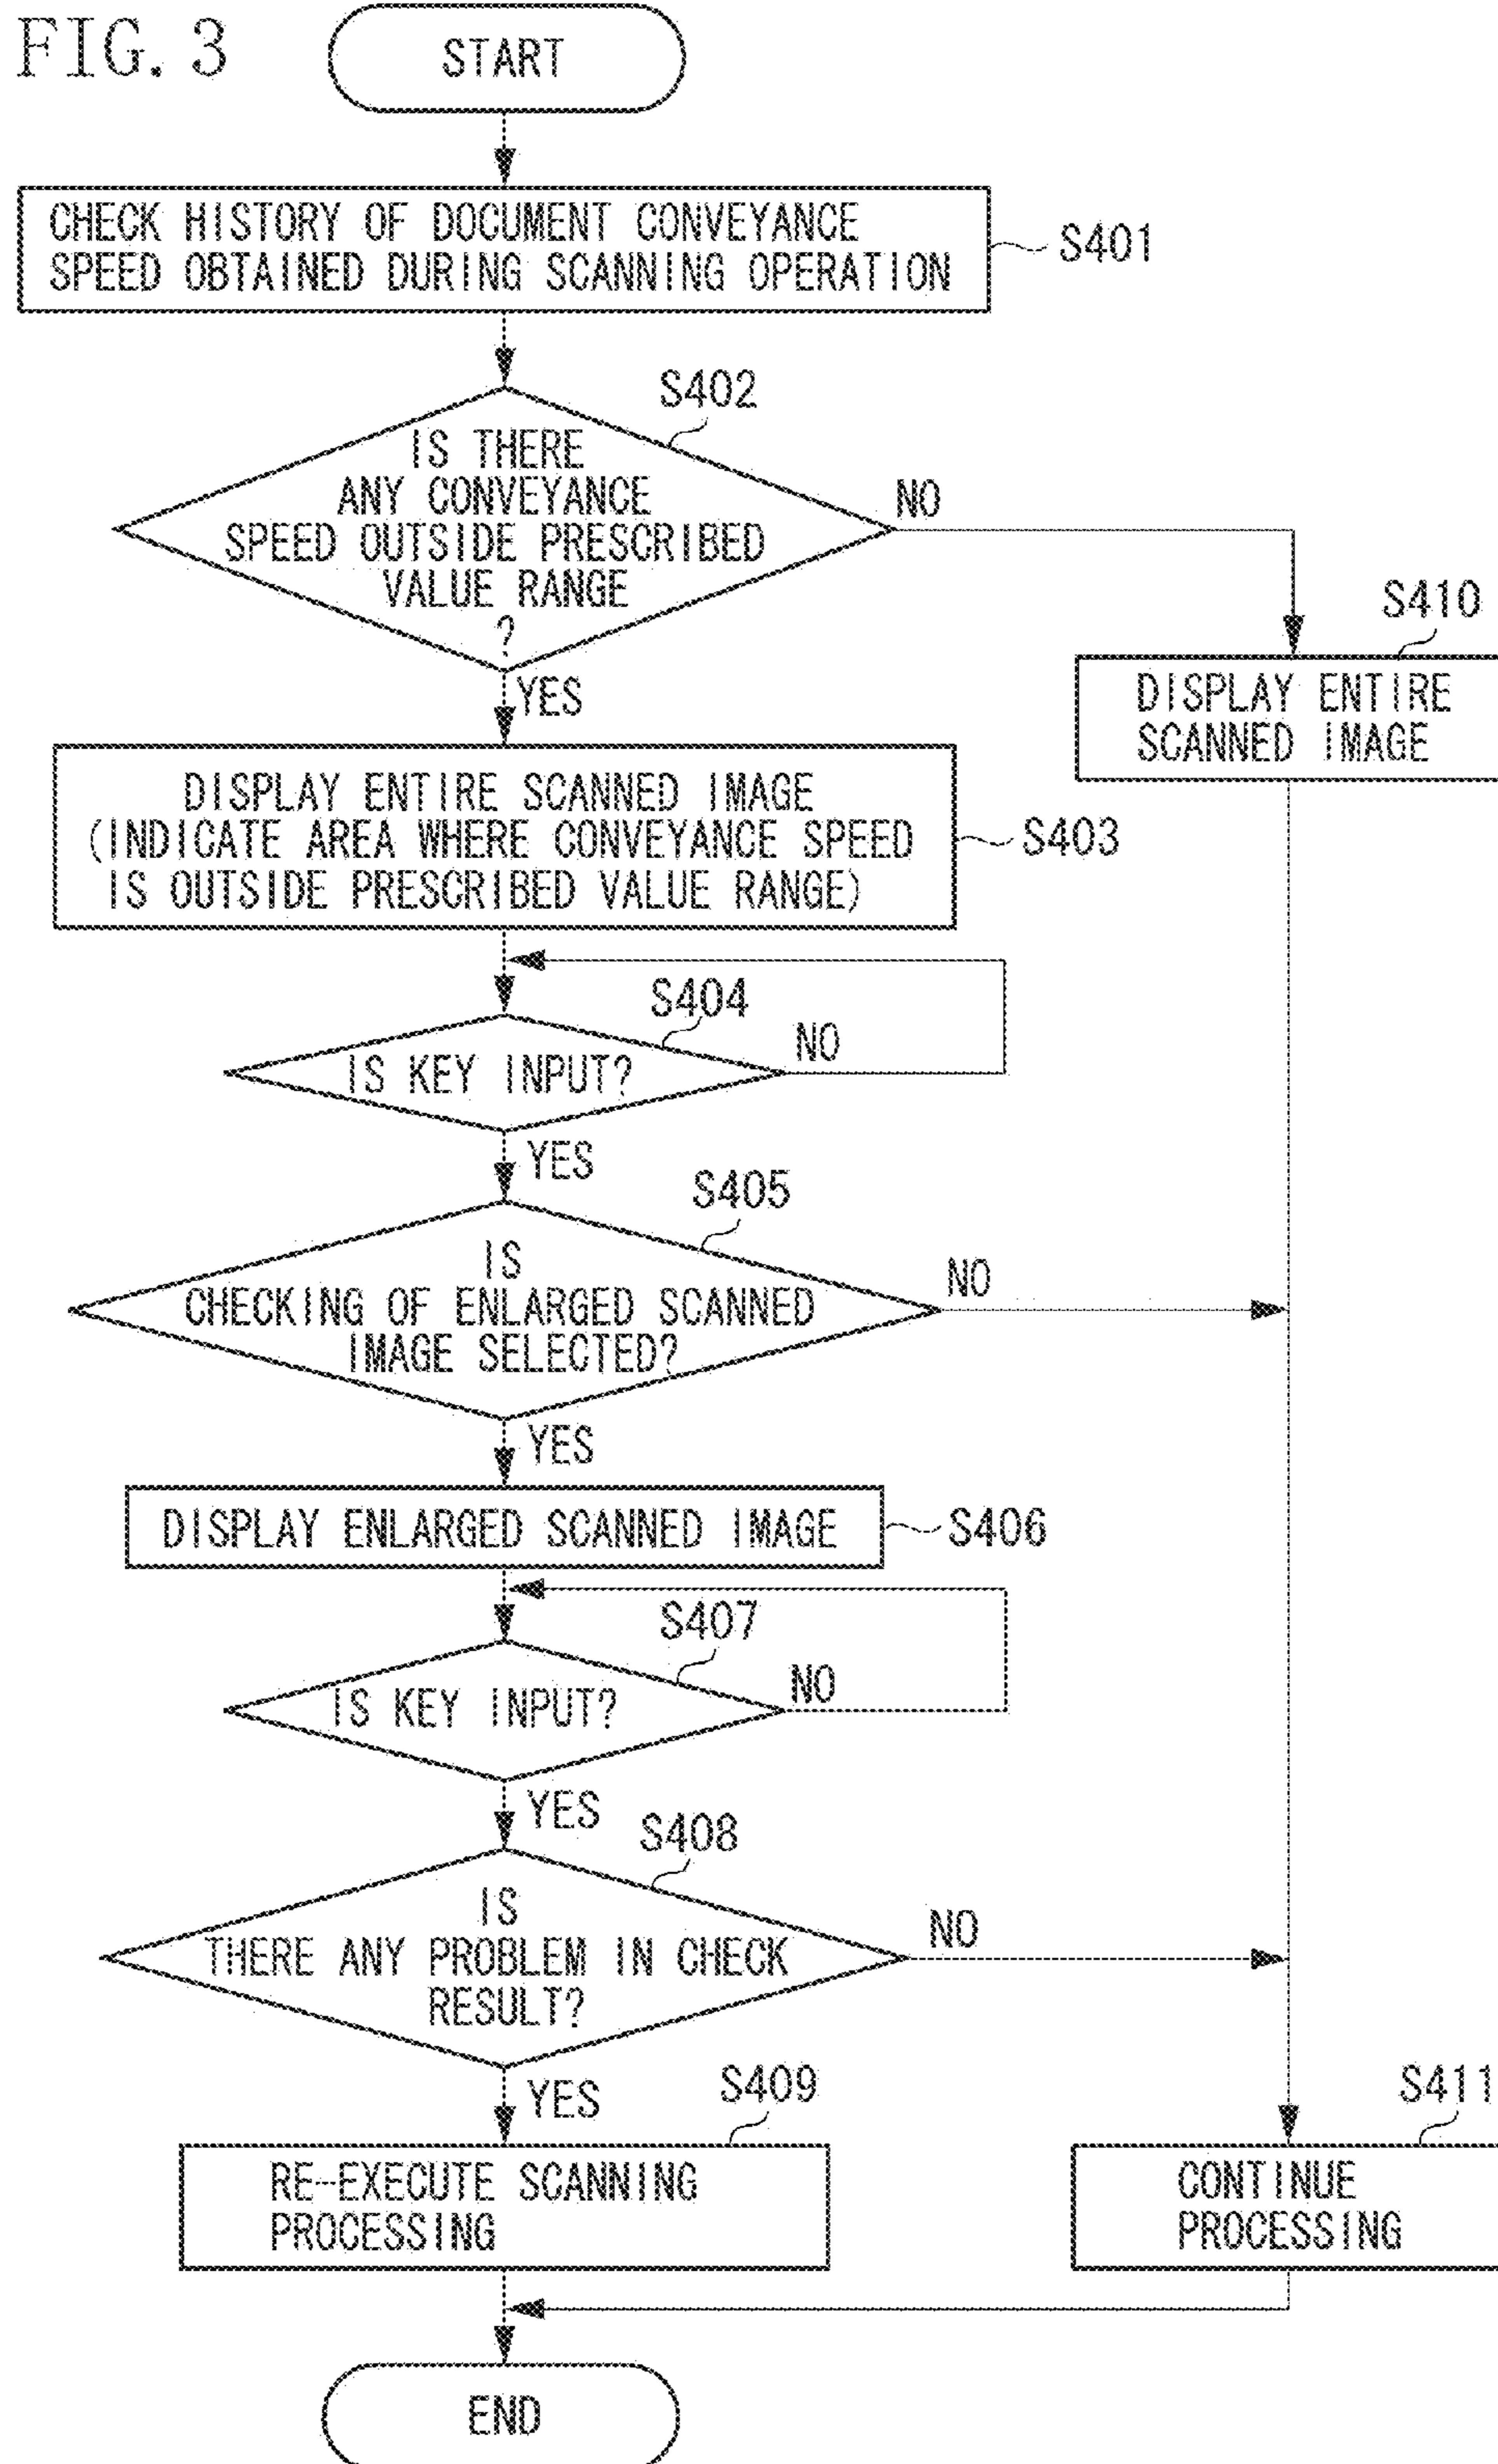 FIG. 3
START
CHECK HISTORY OF DOCUMENT CONVEYANCE
SPEED OBTAINED DURING SCANNING OPERATION
S401
S402
IS THERE
ANY CONVEYANCE
SPEED OUTSIDE PRESCRIBED
VALUE RANGE
?
NO
YES
S410
DISPLAY ENTIRE
SCANNED IMAGE
DISPLAY ENTIRE SCANNED IMAGE
(INDICATE AREA WHERE CONVEYANCE SPEED
IS OUTSIDE PRESCRIBED VALUE RANGE)
S403
S404
IS KEY INPUT?
NO
YES
S405
IS
CHECKING OF ENLARGED SCANNED
IMAGE SELECTED?
NO
YES
DISPLAY ENLARGED SCANNED IMAGE
S406
S407
IS KEY INPUT?
NO
YES
S408
IS
THERE ANY PROBLEM IN CHECK
RESULT?
NO
YES
S409
RE-EXECUTE SCANNING
PROCESSING
S411
CONTINUE
PROCESSING
END